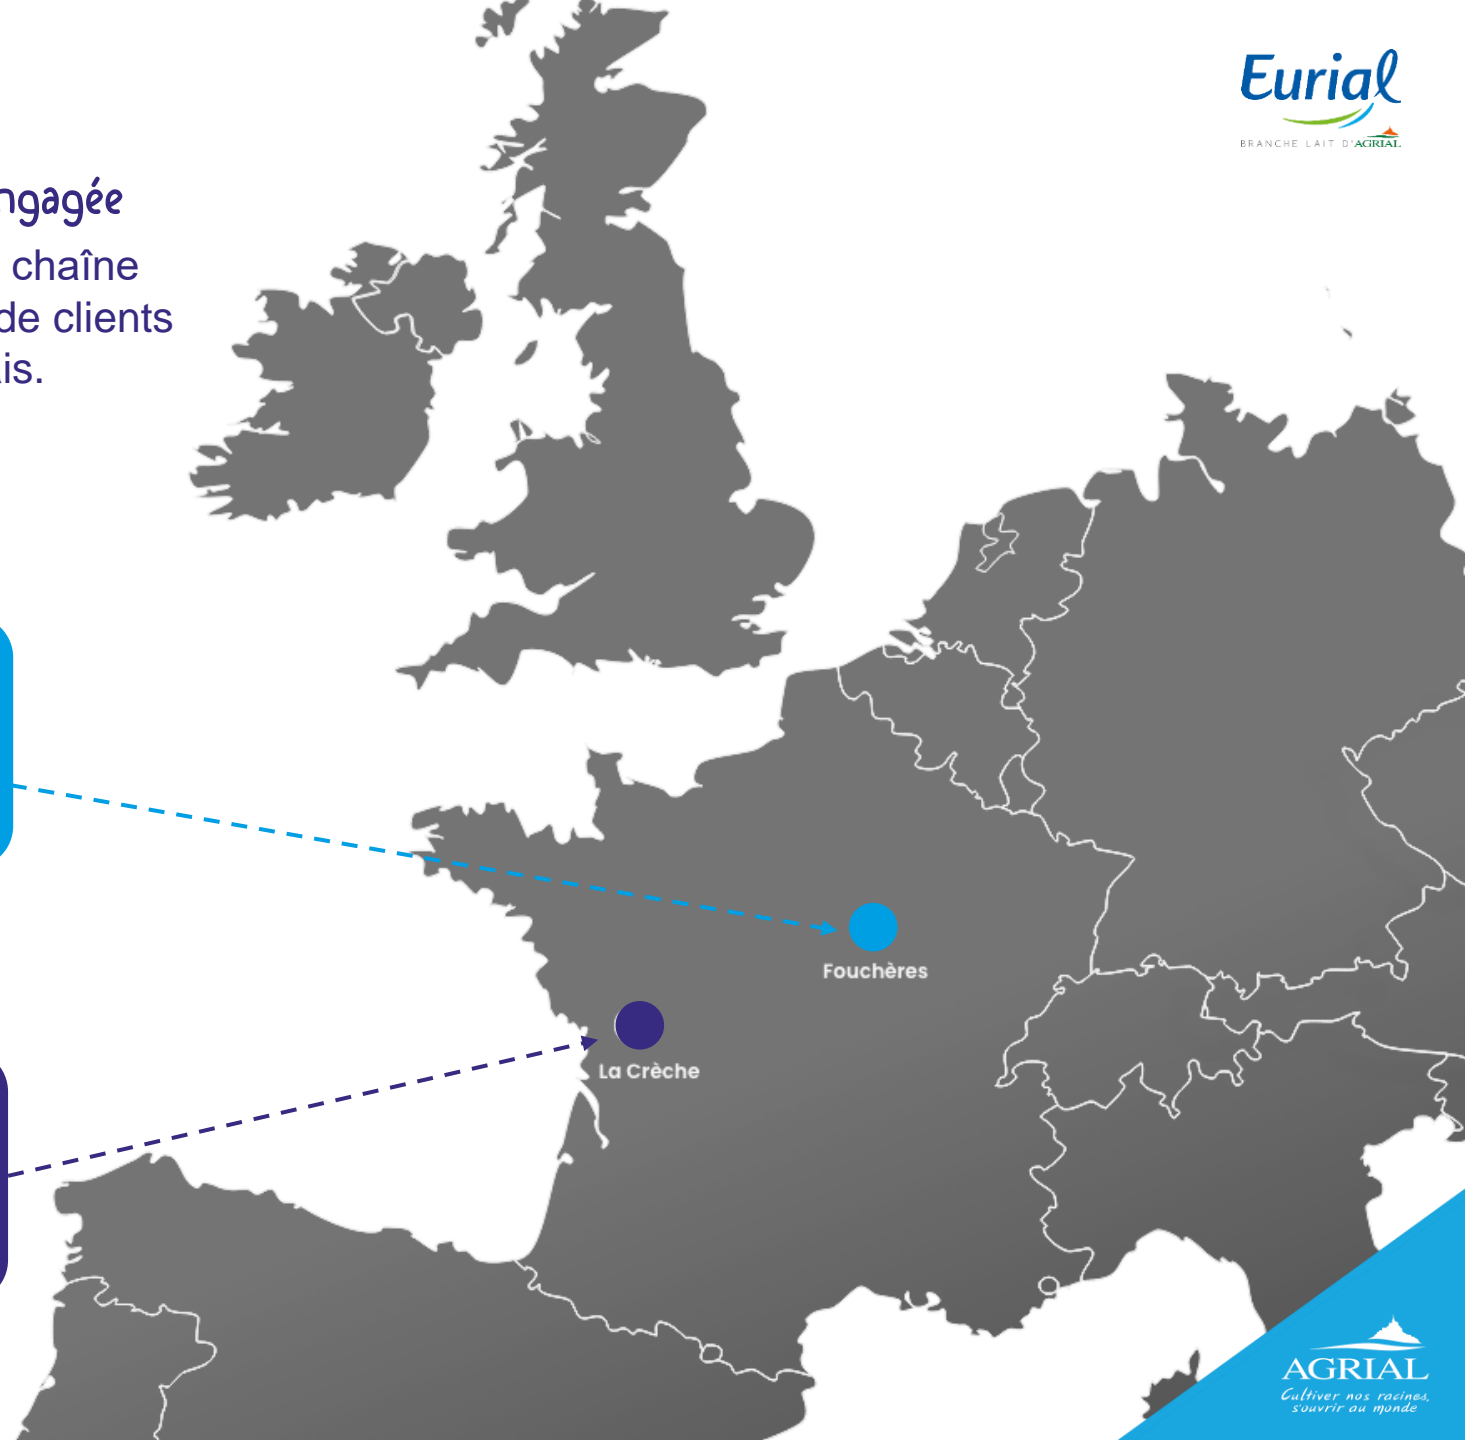 ngagée
chaîne
de clients
is.
Eurial
BRANCHE LAIT D'AGRIAL
Fouchères
La Crèche
AGRIAL
Cultiver nos racines,
s'ouvrir au monde